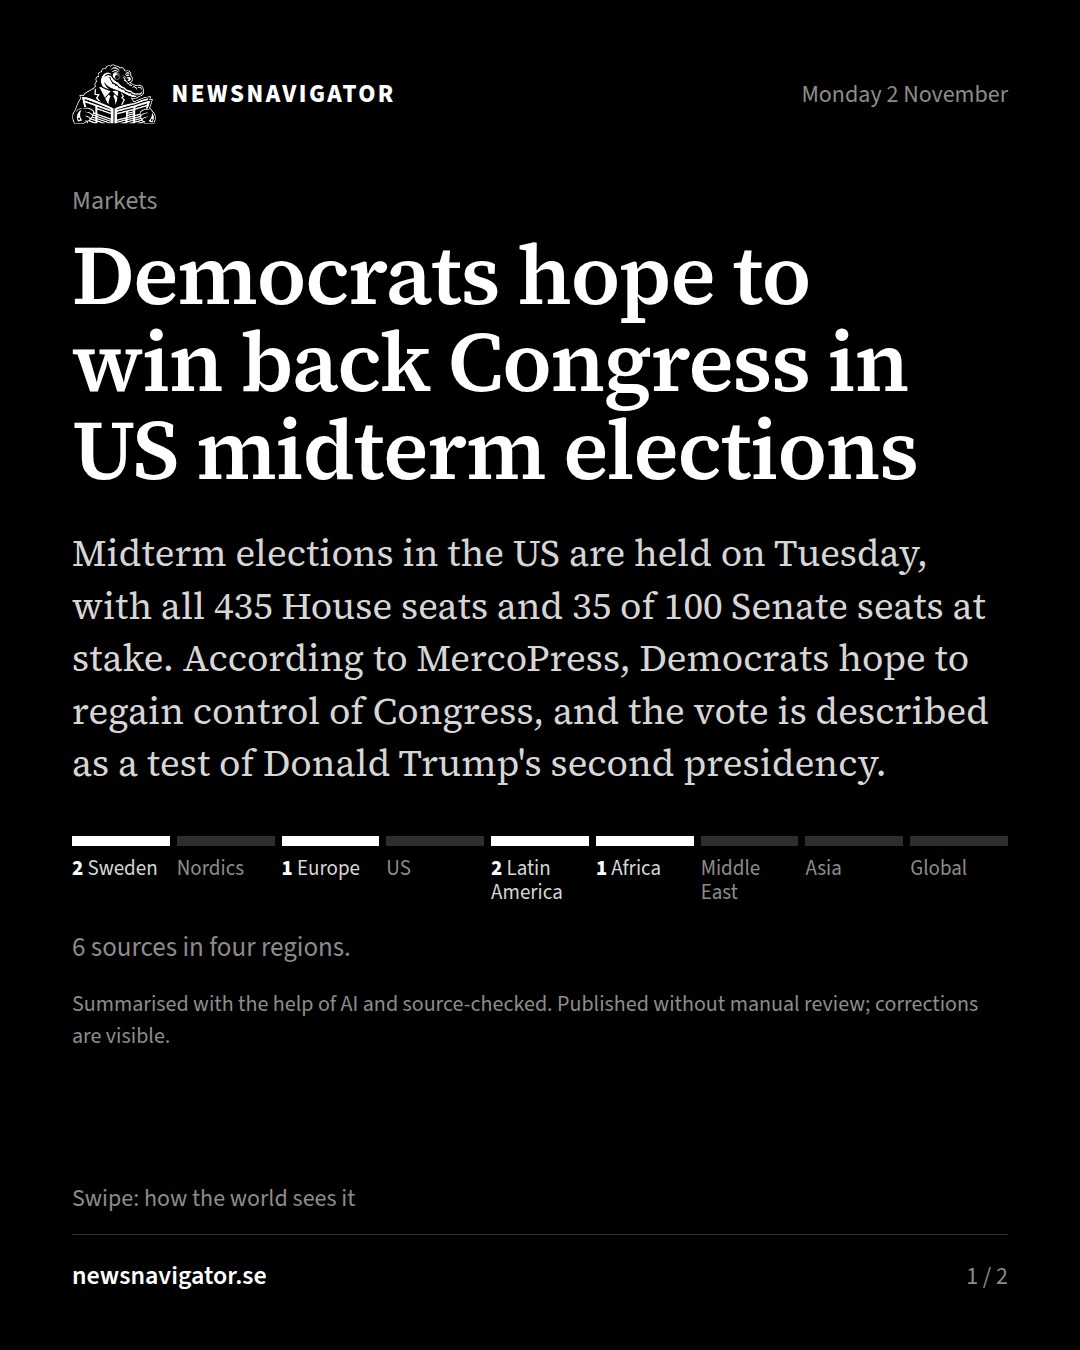 NEWSNAVIGATOR
Monday 2 November
Markets
Democrats hope to
win back Congress in
US midterm elections
Midterm elections in the US are held on Tuesday,
with all 435 House seats and 35 of 100 Senate seats at
stake. According to MercoPress, Democrats hope to
regain control of Congress, and the vote is described
as a test of Donald Trump's second presidency.
2 Sweden
Nordics
1 Europe
US
2 Latin
America
1 Africa
Middle
East
Asia
Global
6 sources in four regions.
Summarised with the help of AI and source-checked. Published without manual review; corrections
are visible.
Swipe: how the world sees it
newsnavigator.se
1 / 2